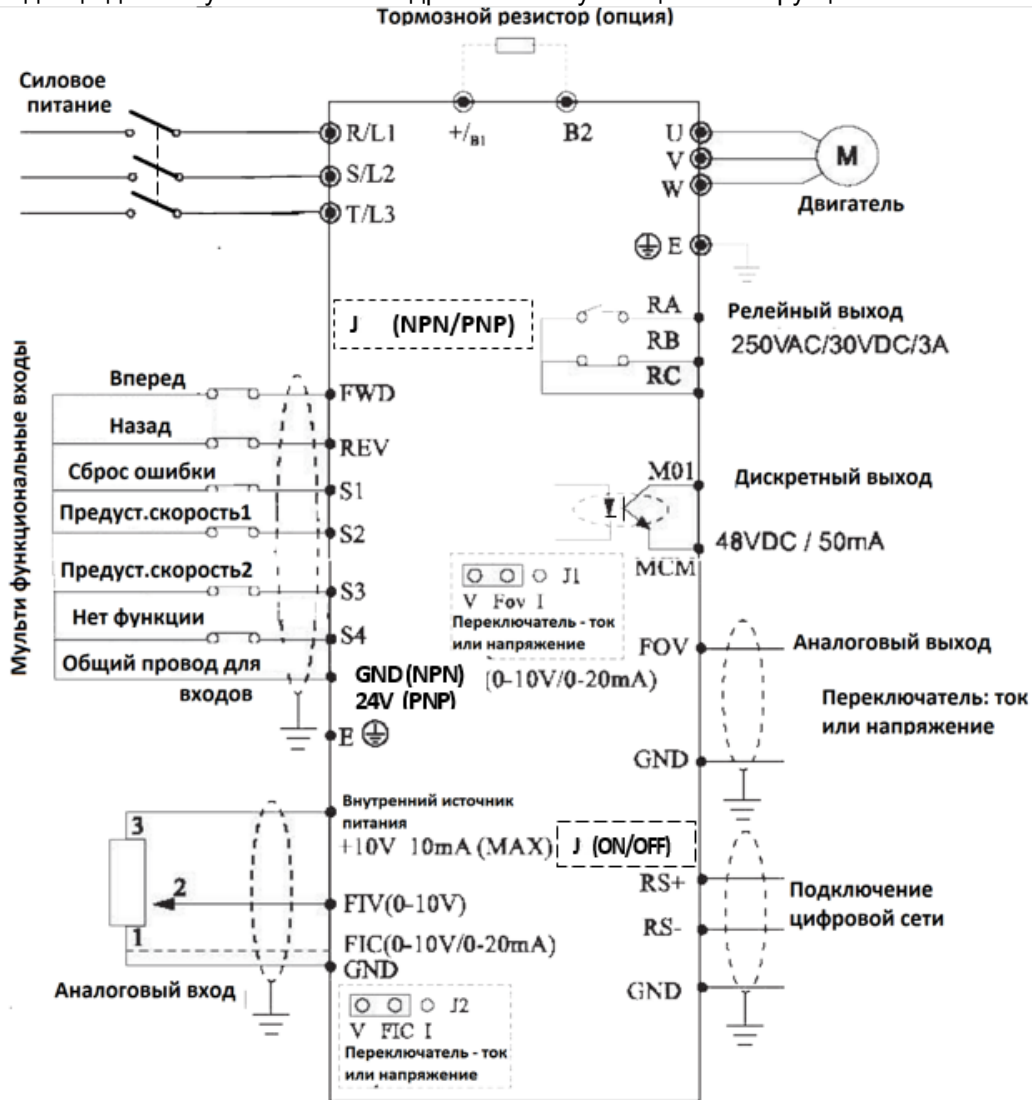 Тормозной резистор (опция)
Силовое
питание
R/L1
S/L2
T/L3
+/B1
B2
U
V
W
M
Двигатель
E
J (NPN/PNP)
RA
RB
RC
Релейный выход
250VAC/30VDC/3A
Мульти функциональные входы
Вперед
FWD
Назад
REV
Сброс ошибки
S1
Предуст.скорость1
S2
Предуст.скорость2
S3
Нет функции
S4
Общий провод для
входов
GND (NPN)
24V (PNP)
E
M01
Дискретный выход
48VDC / 50mA
MCM
J1
V Fov I
Переключатель - ток
или напряжение
(0-10V/0-20mA)
FOV
Аналоговый выход
Переключатель: ток
или напряжение
GND
Внутренний источник
питания
+10V 10mA (MAX)
J (ON/OFF)
3
2
1
FIV(0-10V)
FIC(0-10V/0-20mA)
GND
Аналоговый вход
J2
V FIC I
Переключатель - ток
или напряжение
RS+
RS-
Подключение
цифровой сети
GND